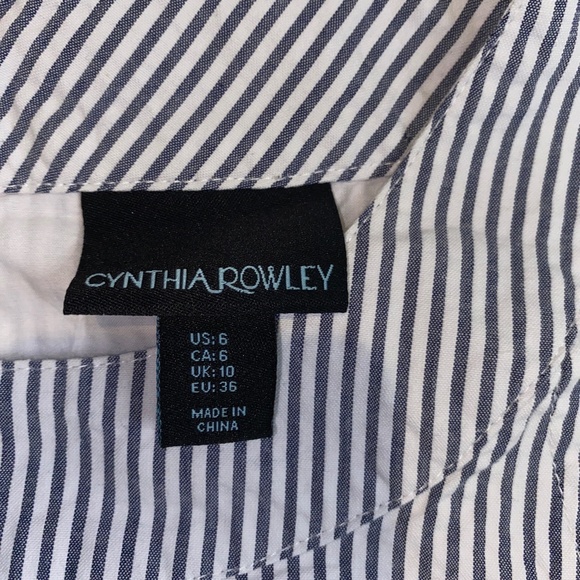 CYNTHIA ROWLEY
US: 6
CA: 6
UK: 10
EU: 36
MADE IN
CHINA